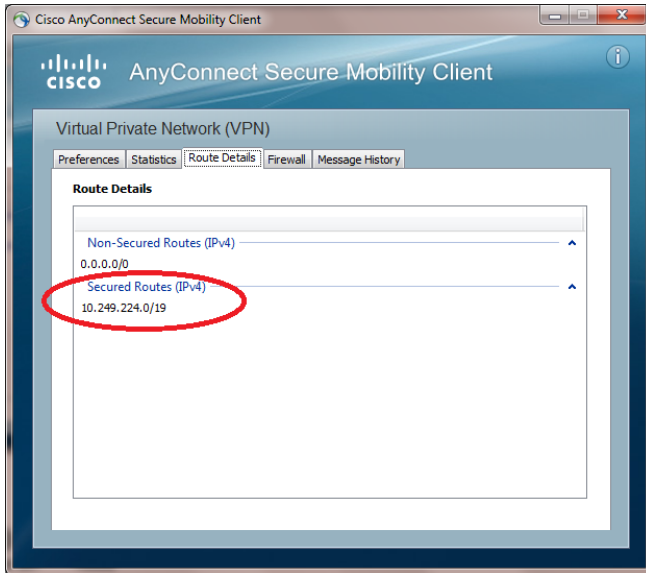 Cisco AnyConnect Secure Mobility Client
CISCO AnyConnect Secure Mobility Client
Virtual Private Network (VPN)
Preferences Statistics Route Details Firewall Message History
Route Details
Non-Secured Routes (IPv4)
0.0.0.0/0
Secured Routes (IPv4)
10.249.224.0/19